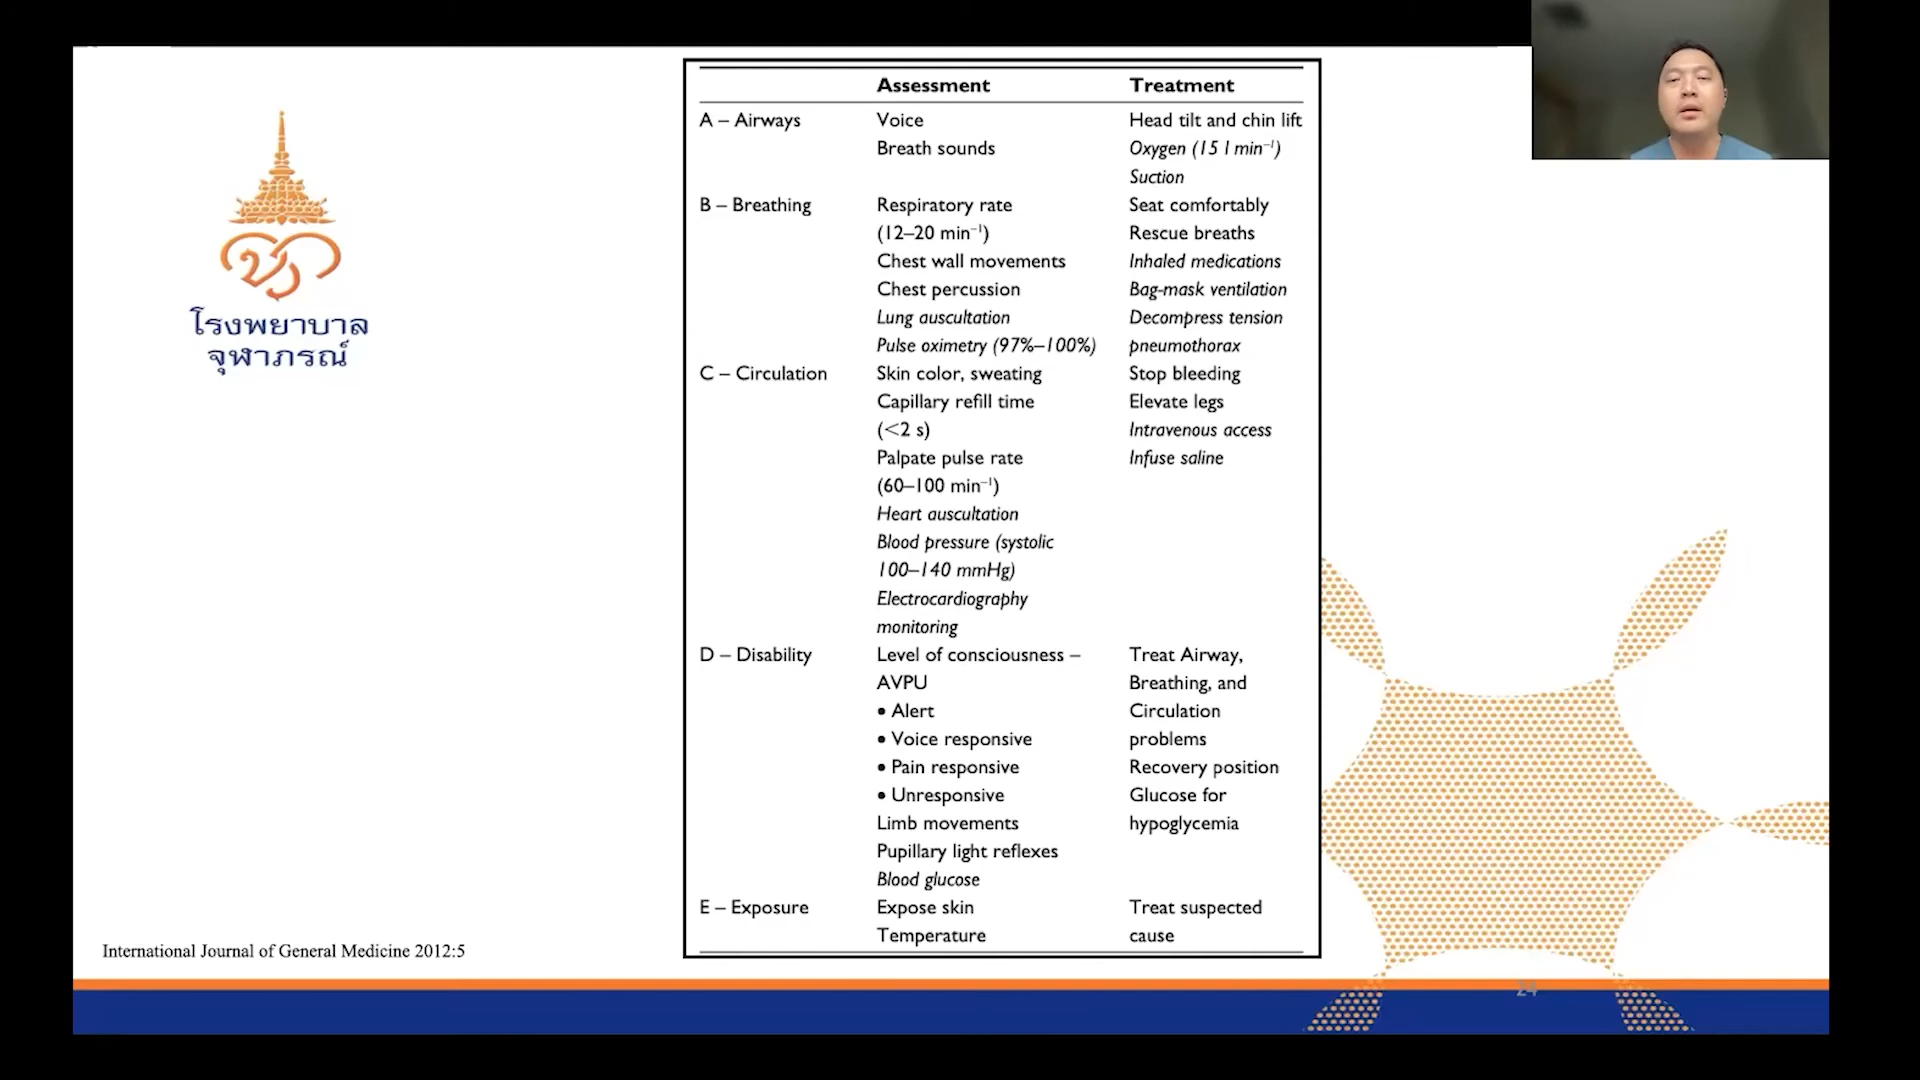 โรงพยาบาล
จุฬาภรณ์
Assessment Treatment
A – Airways Voice Head tilt and chin lift
Breath sounds Oxygen (15 l min⁻¹)
Suction
B – Breathing Respiratory rate Seat comfortably
(12–20 min⁻¹) Rescue breaths
Chest wall movements Inhaled medications
Chest percussion Bag-mask ventilation
Lung auscultation Decompress tension
Pulse oximetry (97%–100%) pneumothorax
C – Circulation Skin color, sweating Stop bleeding
Capillary refill time Elevate legs
(<2 s) Intravenous access
Palpate pulse rate Infuse saline
(60–100 min⁻¹)
Heart auscultation
Blood pressure (systolic
100–140 mmHg)
Electrocardiography
monitoring
D – Disability Level of consciousness – Treat Airway,
AVPU Breathing, and
• Alert Circulation
• Voice responsive problems
• Pain responsive Recovery position
• Unresponsive Glucose for
Limb movements hypoglycemia
Pupillary light reflexes
Blood glucose
E – Exposure Expose skin Treat suspected
Temperature cause
International Journal of General Medicine 2012:5
24